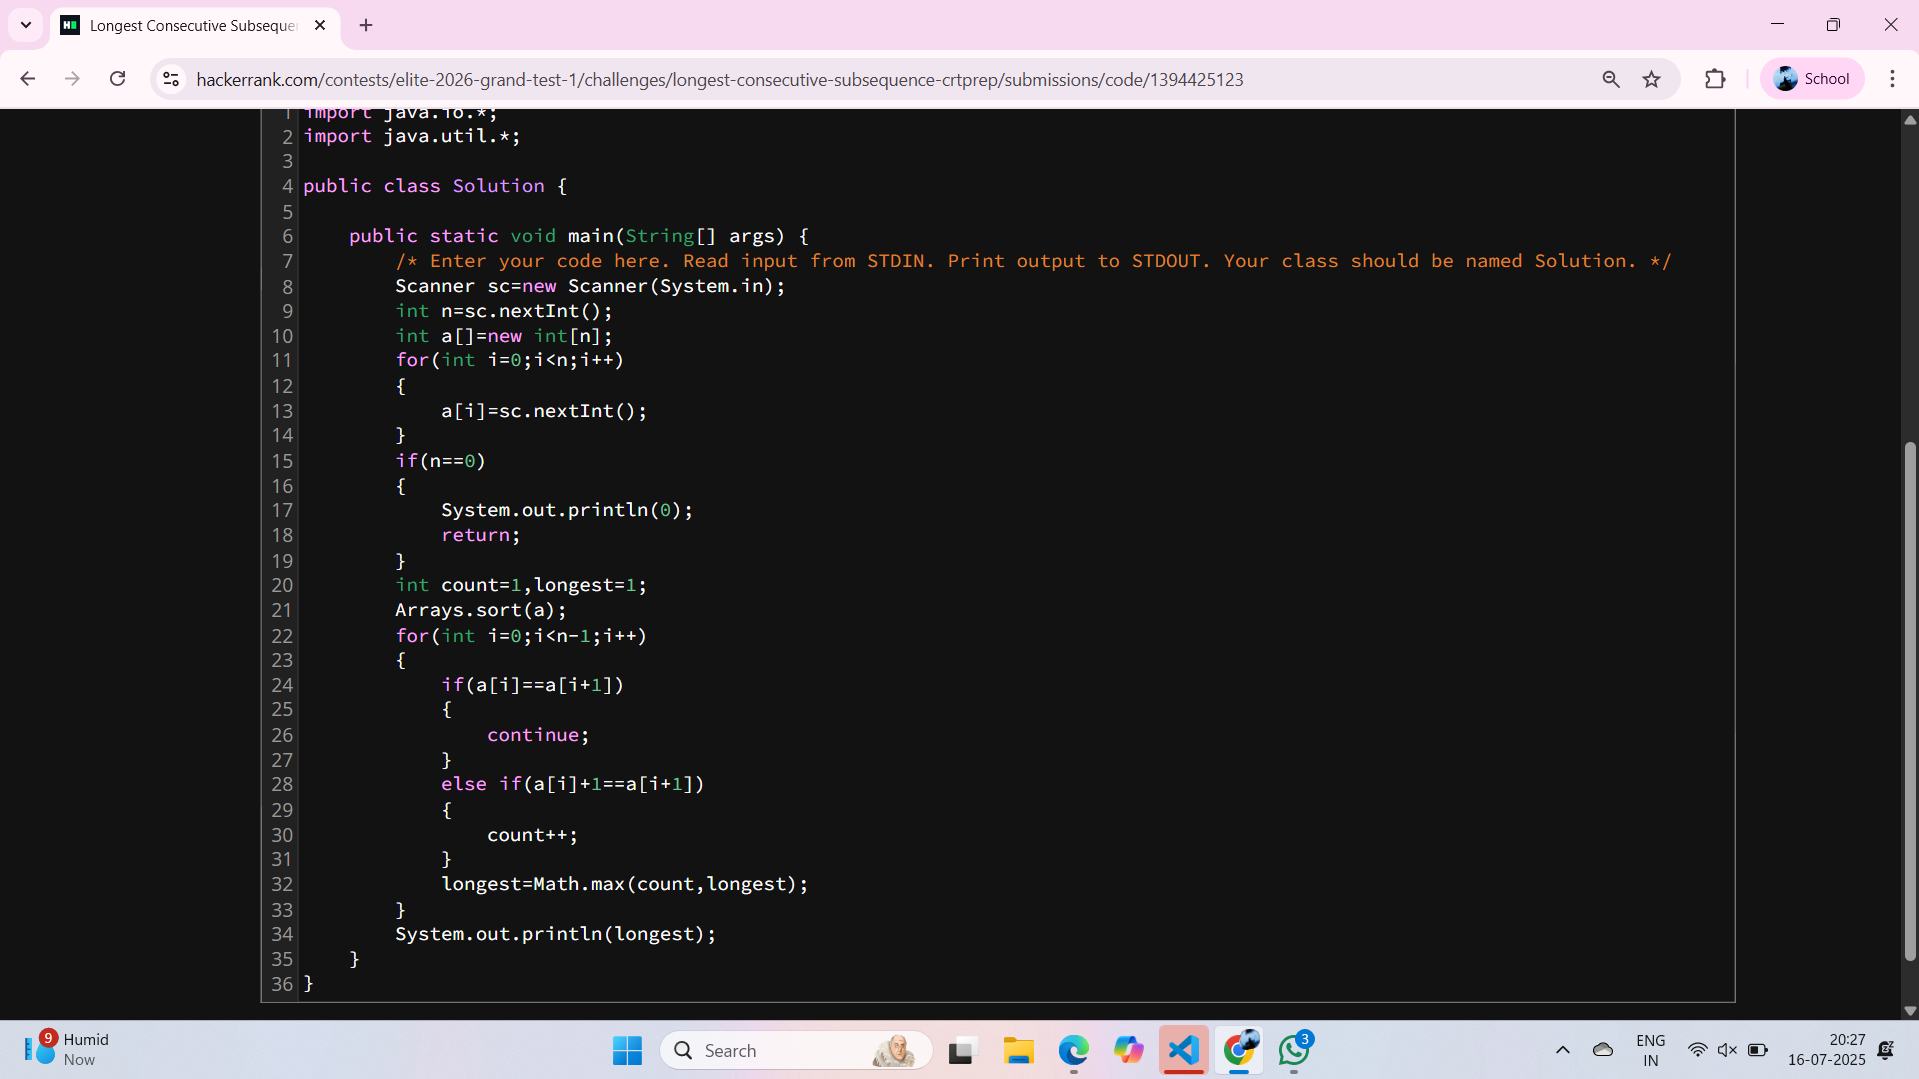 Longest Consecutive Subseque
hackerrank.com/contests/elite-2026-grand-test-1/challenges/longest-consecutive-subsequence-crtprep/submissions/code/1394425123
School
1 import java.io.*;
2 import java.util.*;
3
4 public class Solution {
5
6     public static void main(String[] args) {
7         /* Enter your code here. Read input from STDIN. Print output to STDOUT. Your class should be named Solution. */
8         Scanner sc=new Scanner(System.in);
9         int n=sc.nextInt();
10         int a[]=new int[n];
11         for(int i=0;i<n;i++)
12         {
13             a[i]=sc.nextInt();
14         }
15         if(n==0)
16         {
17             System.out.println(0);
18             return;
19         }
20         int count=1,longest=1;
21         Arrays.sort(a);
22         for(int i=0;i<n-1;i++)
23         {
24             if(a[i]==a[i+1])
25             {
26                 continue;
27             }
28             else if(a[i]+1==a[i+1])
29             {
30                 count++;
31             }
32             longest=Math.max(count,longest);
33         }
34         System.out.println(longest);
35     }
36 }
9
Humid
Now
Search
3
ENG
IN
20:27
16-07-2025